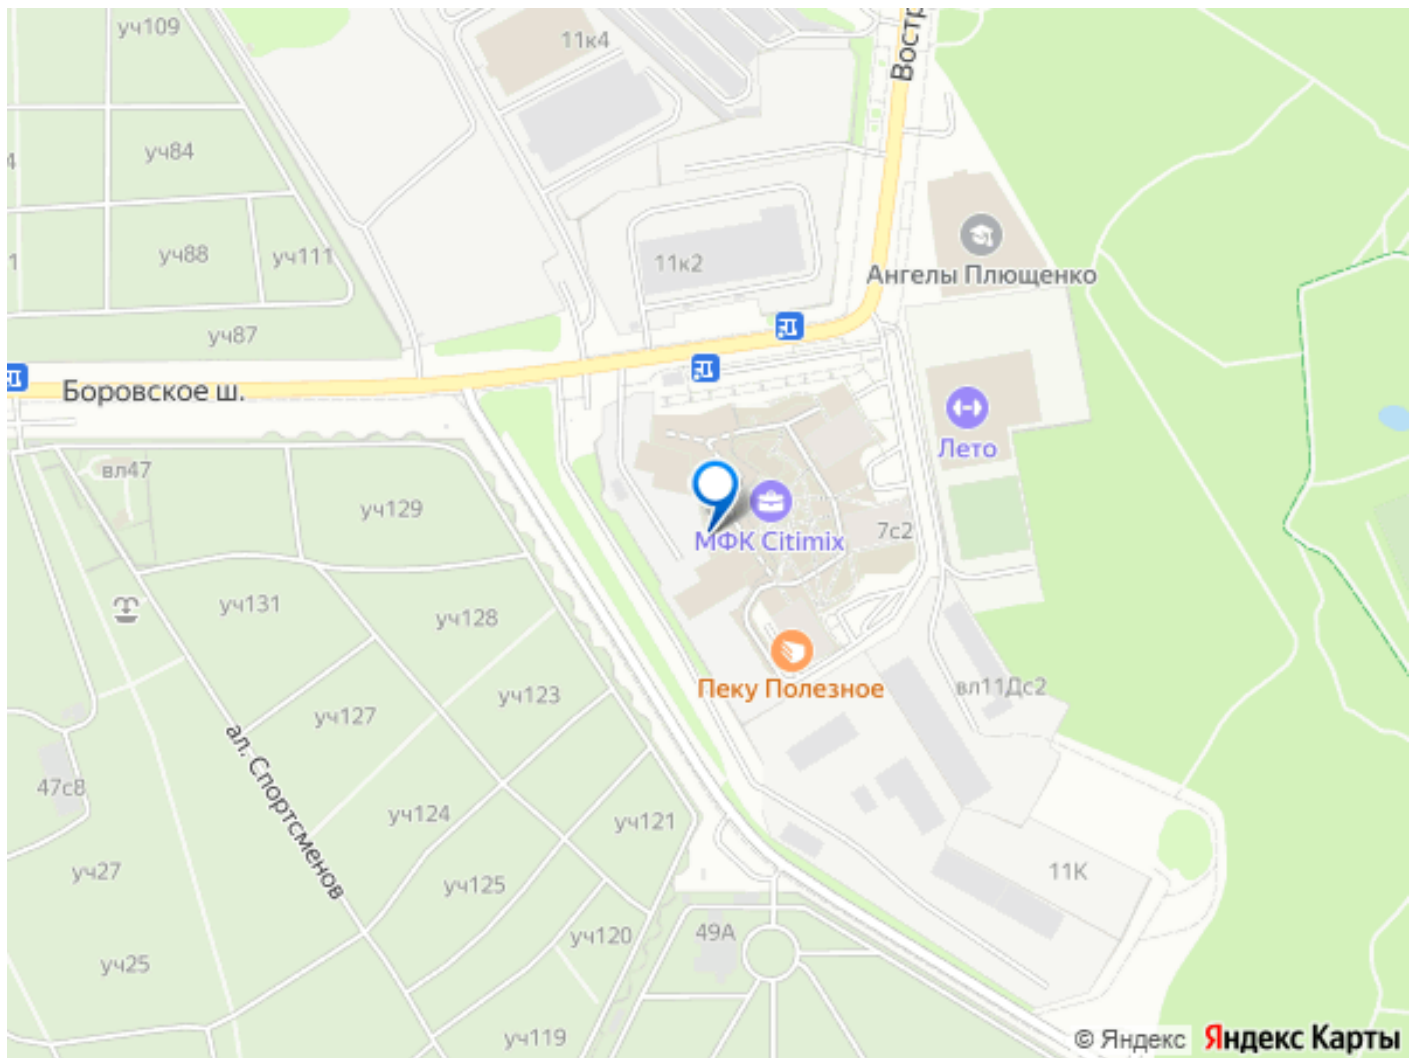 уч109
11к4
Востр
уч84
4
уч88
уч111
1
11к2
Ангелы Плющенко
уч87
Боровское ш.
вл47
Лето
уч129
7с2
МФК Citimix
уч131
уч128
Пеку Полезное
вл11Дс2
уч123
уч127
ал. Спортсменов
47с8
уч124
уч121
уч27
уч125
11К
49А
уч120
уч25
уч119
© Яндекс Яндекс Карты